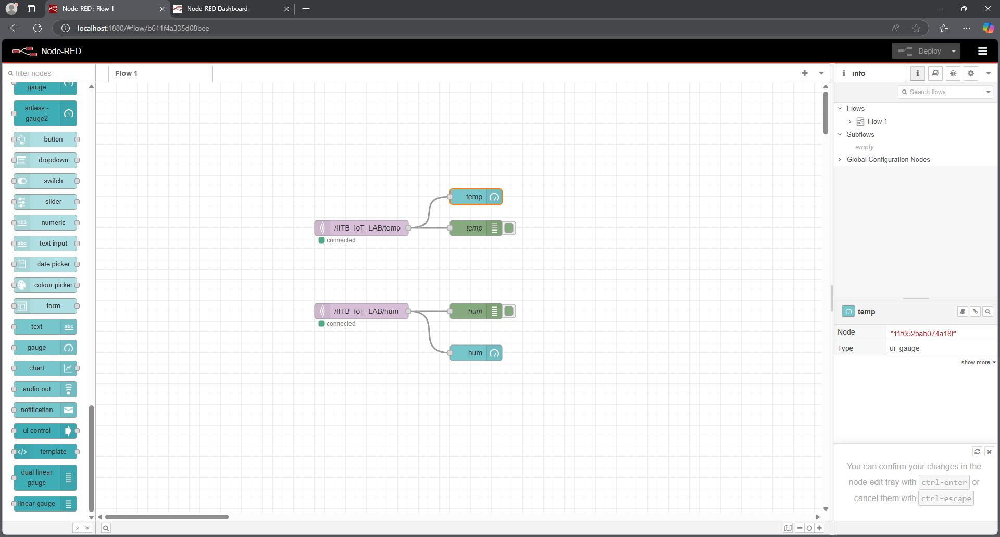 Node-RED : Flow 1
Node-RED Dashboard
localhost:1880/#flow/b611f4a335d08bee
Node-RED
Deploy
filter nodes
Flow 1
info
Search flows
gauge
artless -
gauge2
button
dropdown
switch
slider
123
numeric
abc
text input
date picker
colour picker
form
text
abc
gauge
chart
audio out
notification
ui control
</>
template
dual linear
gauge
linear gauge
temp
/IITB_IoT_LAB/temp
connected
temp
/IITB_IoT_LAB/hum
connected
hum
hum
Flows
Flow 1
Subflows
empty
Global Configuration Nodes
temp
Node
"11f052bab074a18f"
Type
ui_gauge
show more
You can confirm your changes in the
node edit tray with ctrl-enter or
cancel them with ctrl-escape